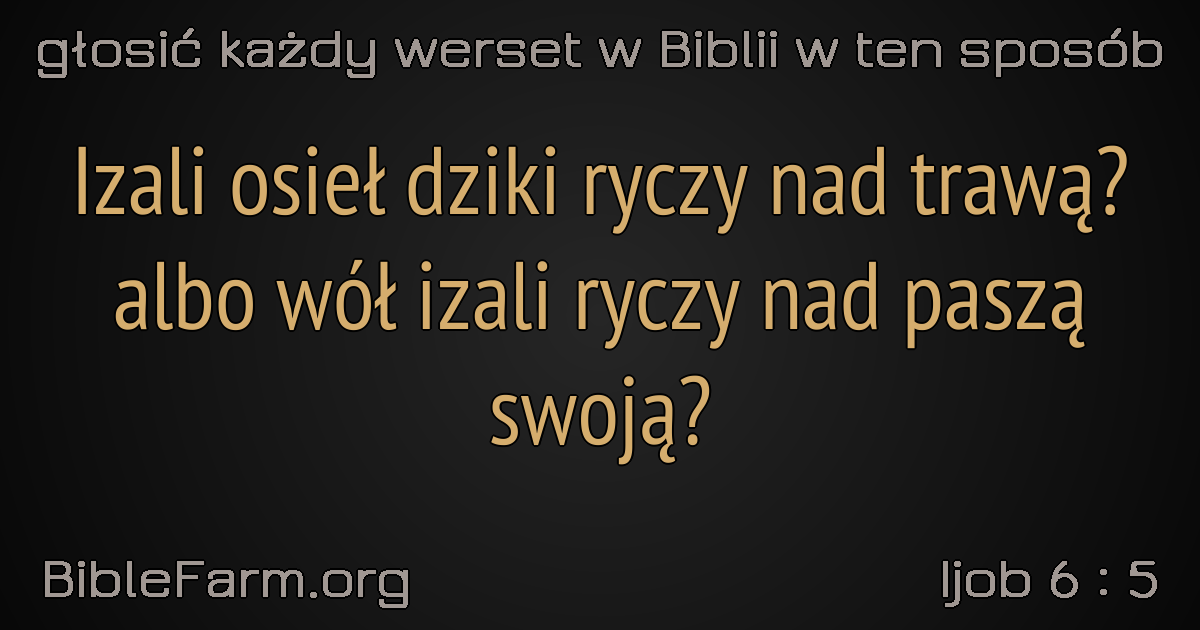 głosić każdy werset w Biblii w ten sposób
Izali osieł dziki ryczy nad trawą?
albo wół izali ryczy nad paszą
swoją?
BibleFarm.org
Ijob 6 : 5